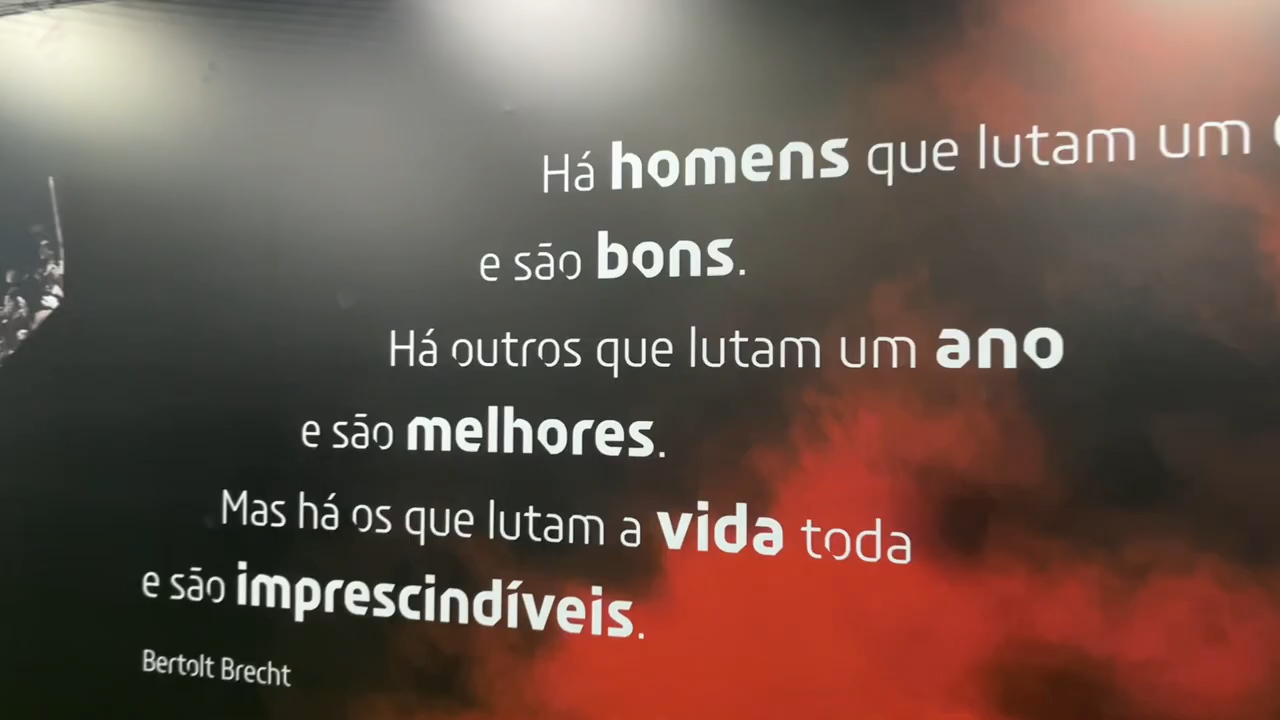 Há homens que lutam um
e são bons.
Há outros que lutam um ano
e são melhores.
Mas há os que lutam a vida toda
e são imprescindíveis.
Bertolt Brecht